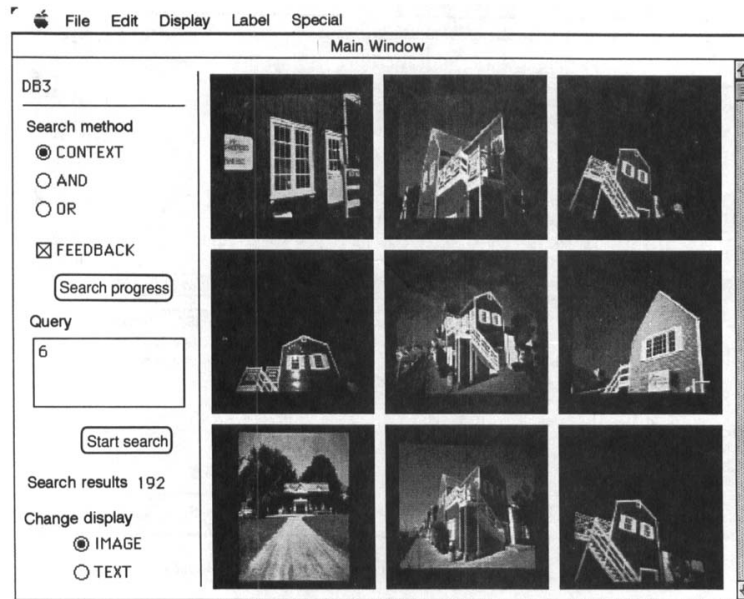 File Edit Display Label Special
Main Window
DB3
Search method
CONTEXT
AND
OR
FEEDBACK
Search progress
Query
6
Start search
Search results 192
Change display
IMAGE
TEXT